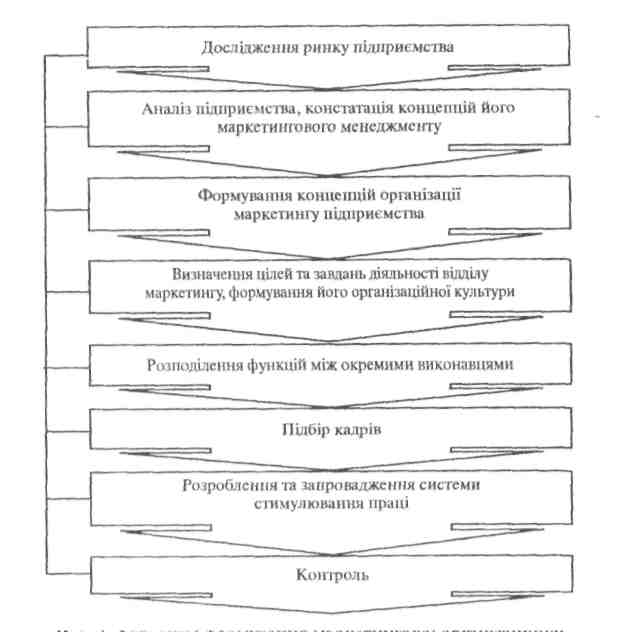 Дослідження ринку підприємства
Аналіз підприємства, констатація концепцій його
маркетингового менеджменту
Формування концепцій організації
маркетингу підприємства
Визначення цілей та завдань діяльності відділу
маркетингу, формування його організаційної культури
Розподілення функцій між окремими виконавцями
Підбір кадрів
Розроблення та запровадження системи
стимулювання праці
Контроль